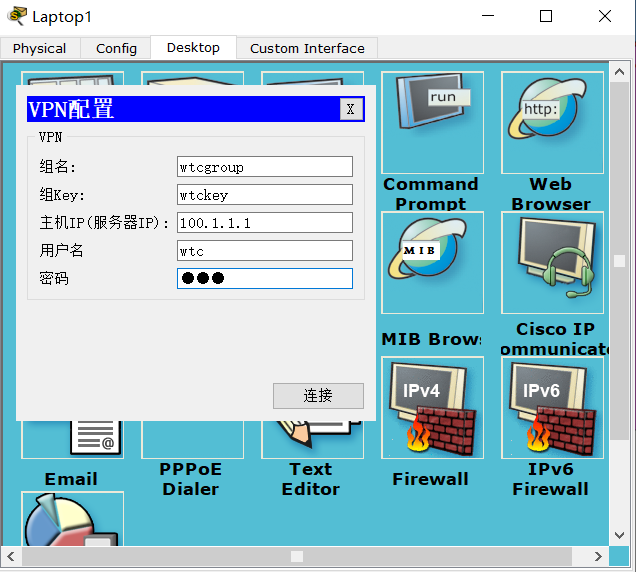 Laptop1
Physical
Config
Desktop
Custom Interface
VPN配置
X
VPN
组名:
wtcgroup
组Key:
wtckey
主机IP(服务器IP):
100.1.1.1
用户名
wtc
密码
●●●
连接
run
Command
Prompt
http:
Web
Browser
MIB
MIB Brows
Cisco IP
ommunicato
@
Email
PPPoE
Dialer
Text
Editor
IPv4
Firewall
IPv6
IPv6
Firewall